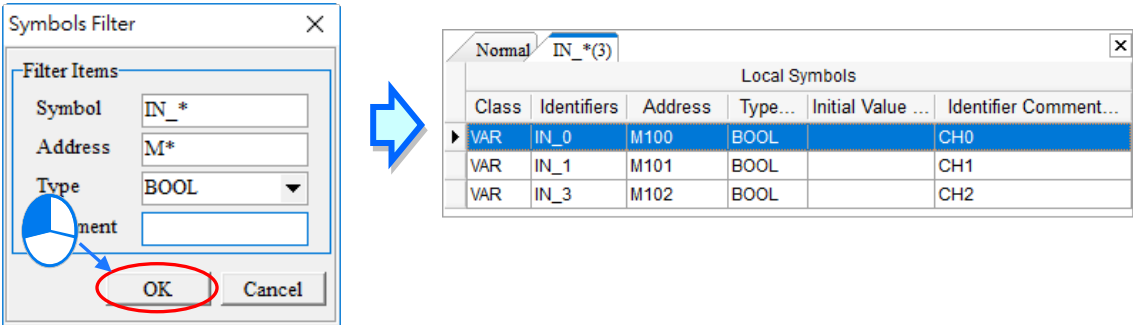 Symbols Filter
Filter Items
Symbol IN_*
Address M*
Type BOOL
ment
OK Cancel
Normal IN_*(3)
Local Symbols
Class Identifiers Address Type... Initial Value ... Identifier Comment...
VAR IN_0 M100 BOOL CH0
VAR IN_1 M101 BOOL CH1
VAR IN_3 M102 BOOL CH2